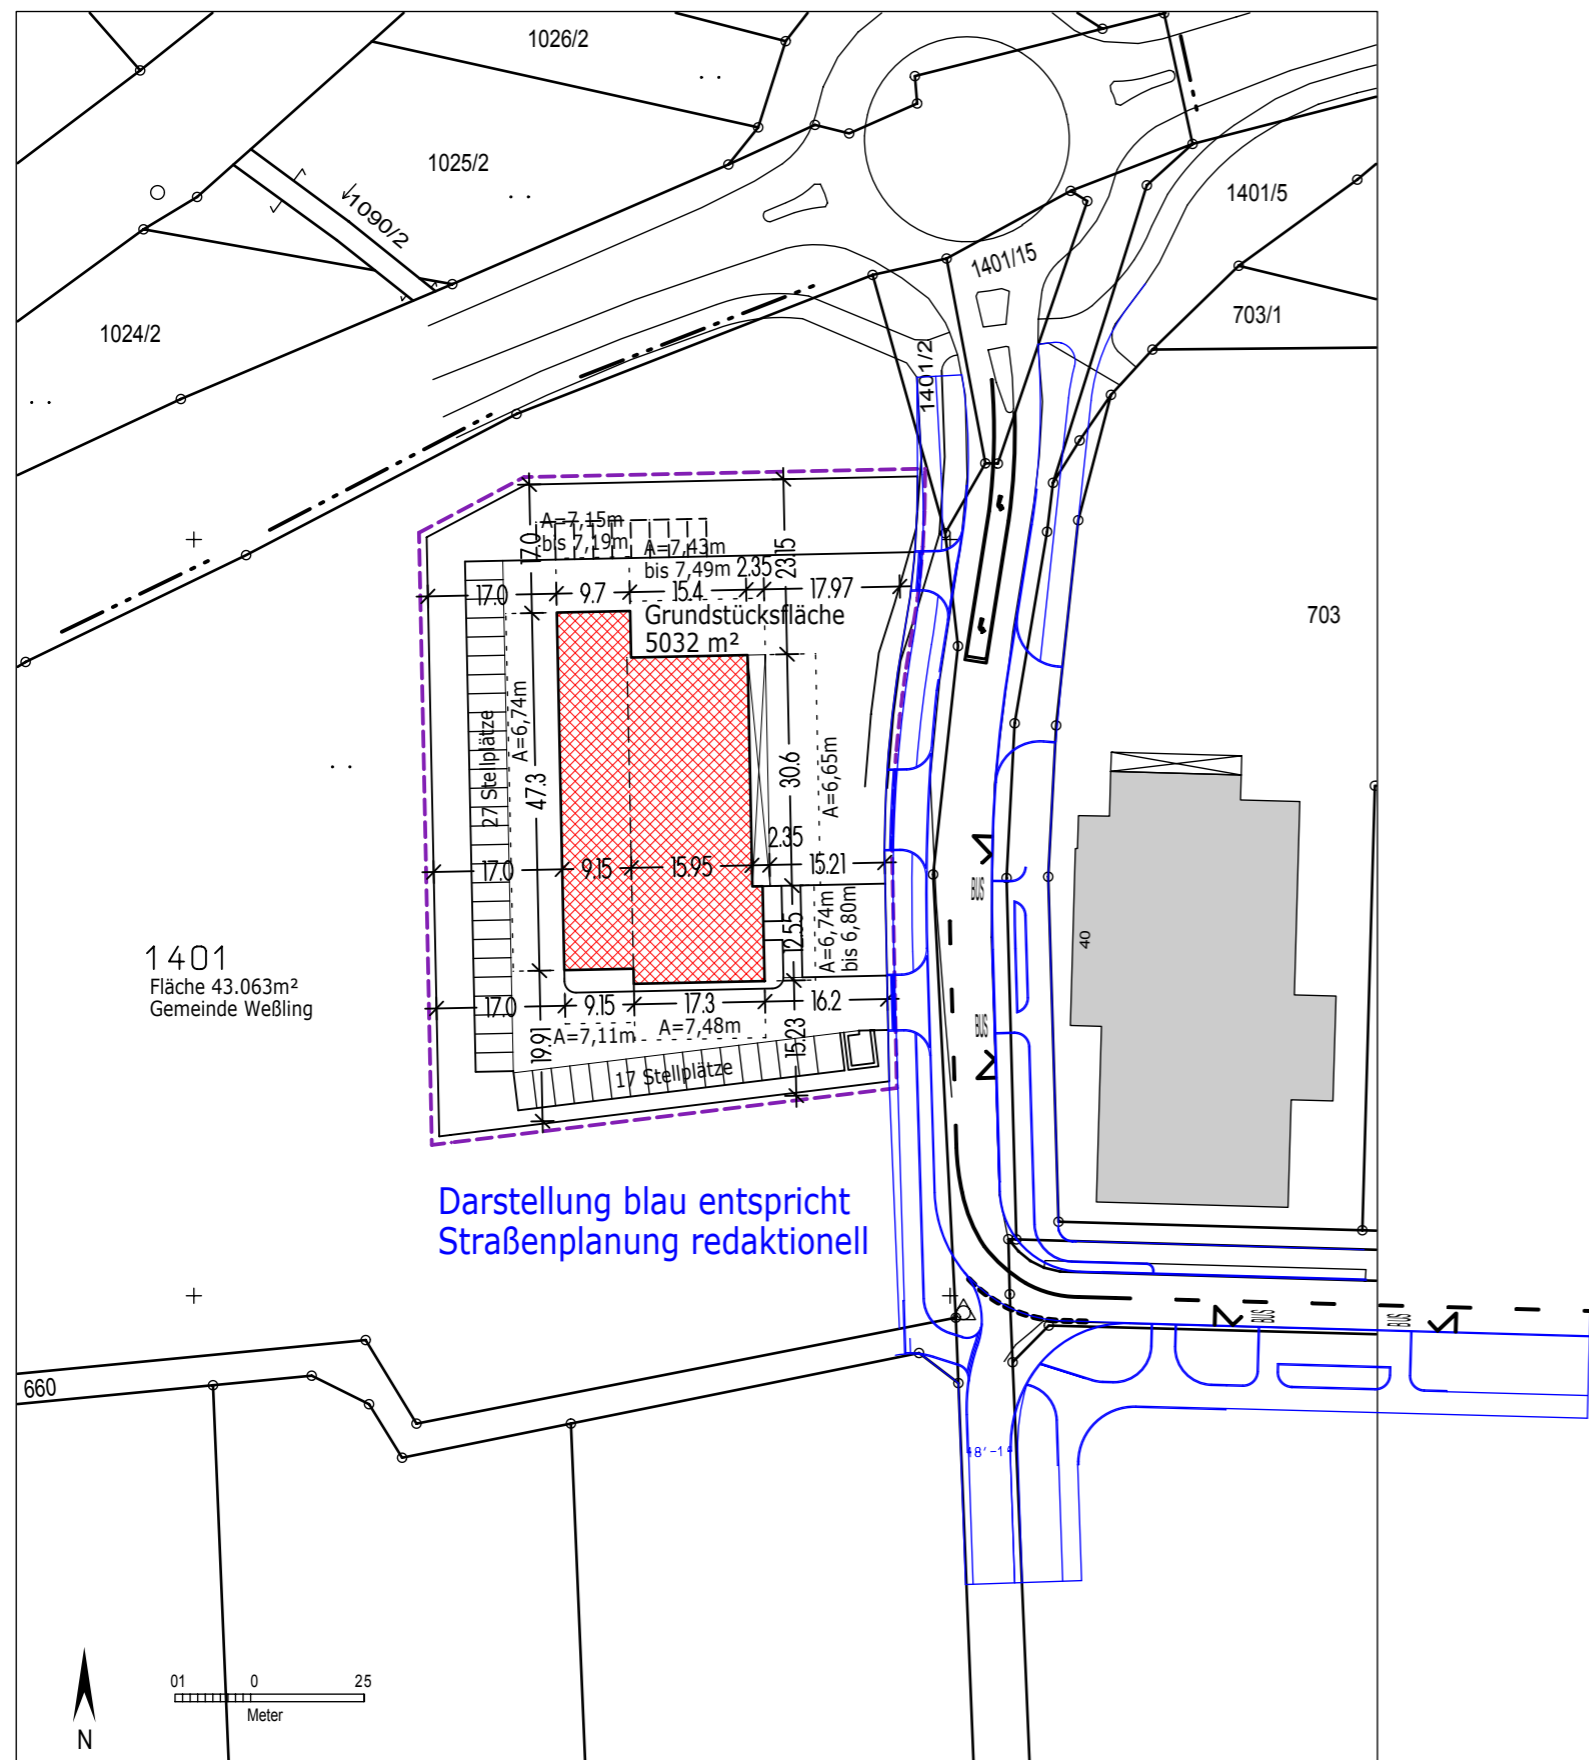 1026/2
1025/2
1090/2
1401/5
1401/15
703/1
1024/2
1401/2
A=7,15m
bis 7,19m
17.0
A=7,43m
bis 7,49m
2.35
23.15
17.0
9.7
15.4
17.97
Grundstücksfläche
5032 m²
703
27 Stellplätze
A=6,74m
47.3
30.6
A=6,65m
2.35
17.0
9.15
15.95
15.21
BUS
40
12.55
A=6,74m
bis 6,80m
1401
Fläche 43.063m²
Gemeinde Weßling
17.0
9.15
17.3
16.2
BUS
19.91
A=7,11m
A=7,48m
15.23
17 Stellplätze
Darstellung blau entspricht
Straßenplanung redaktionell
BUS
BUS
660
01
0
25
Meter
N